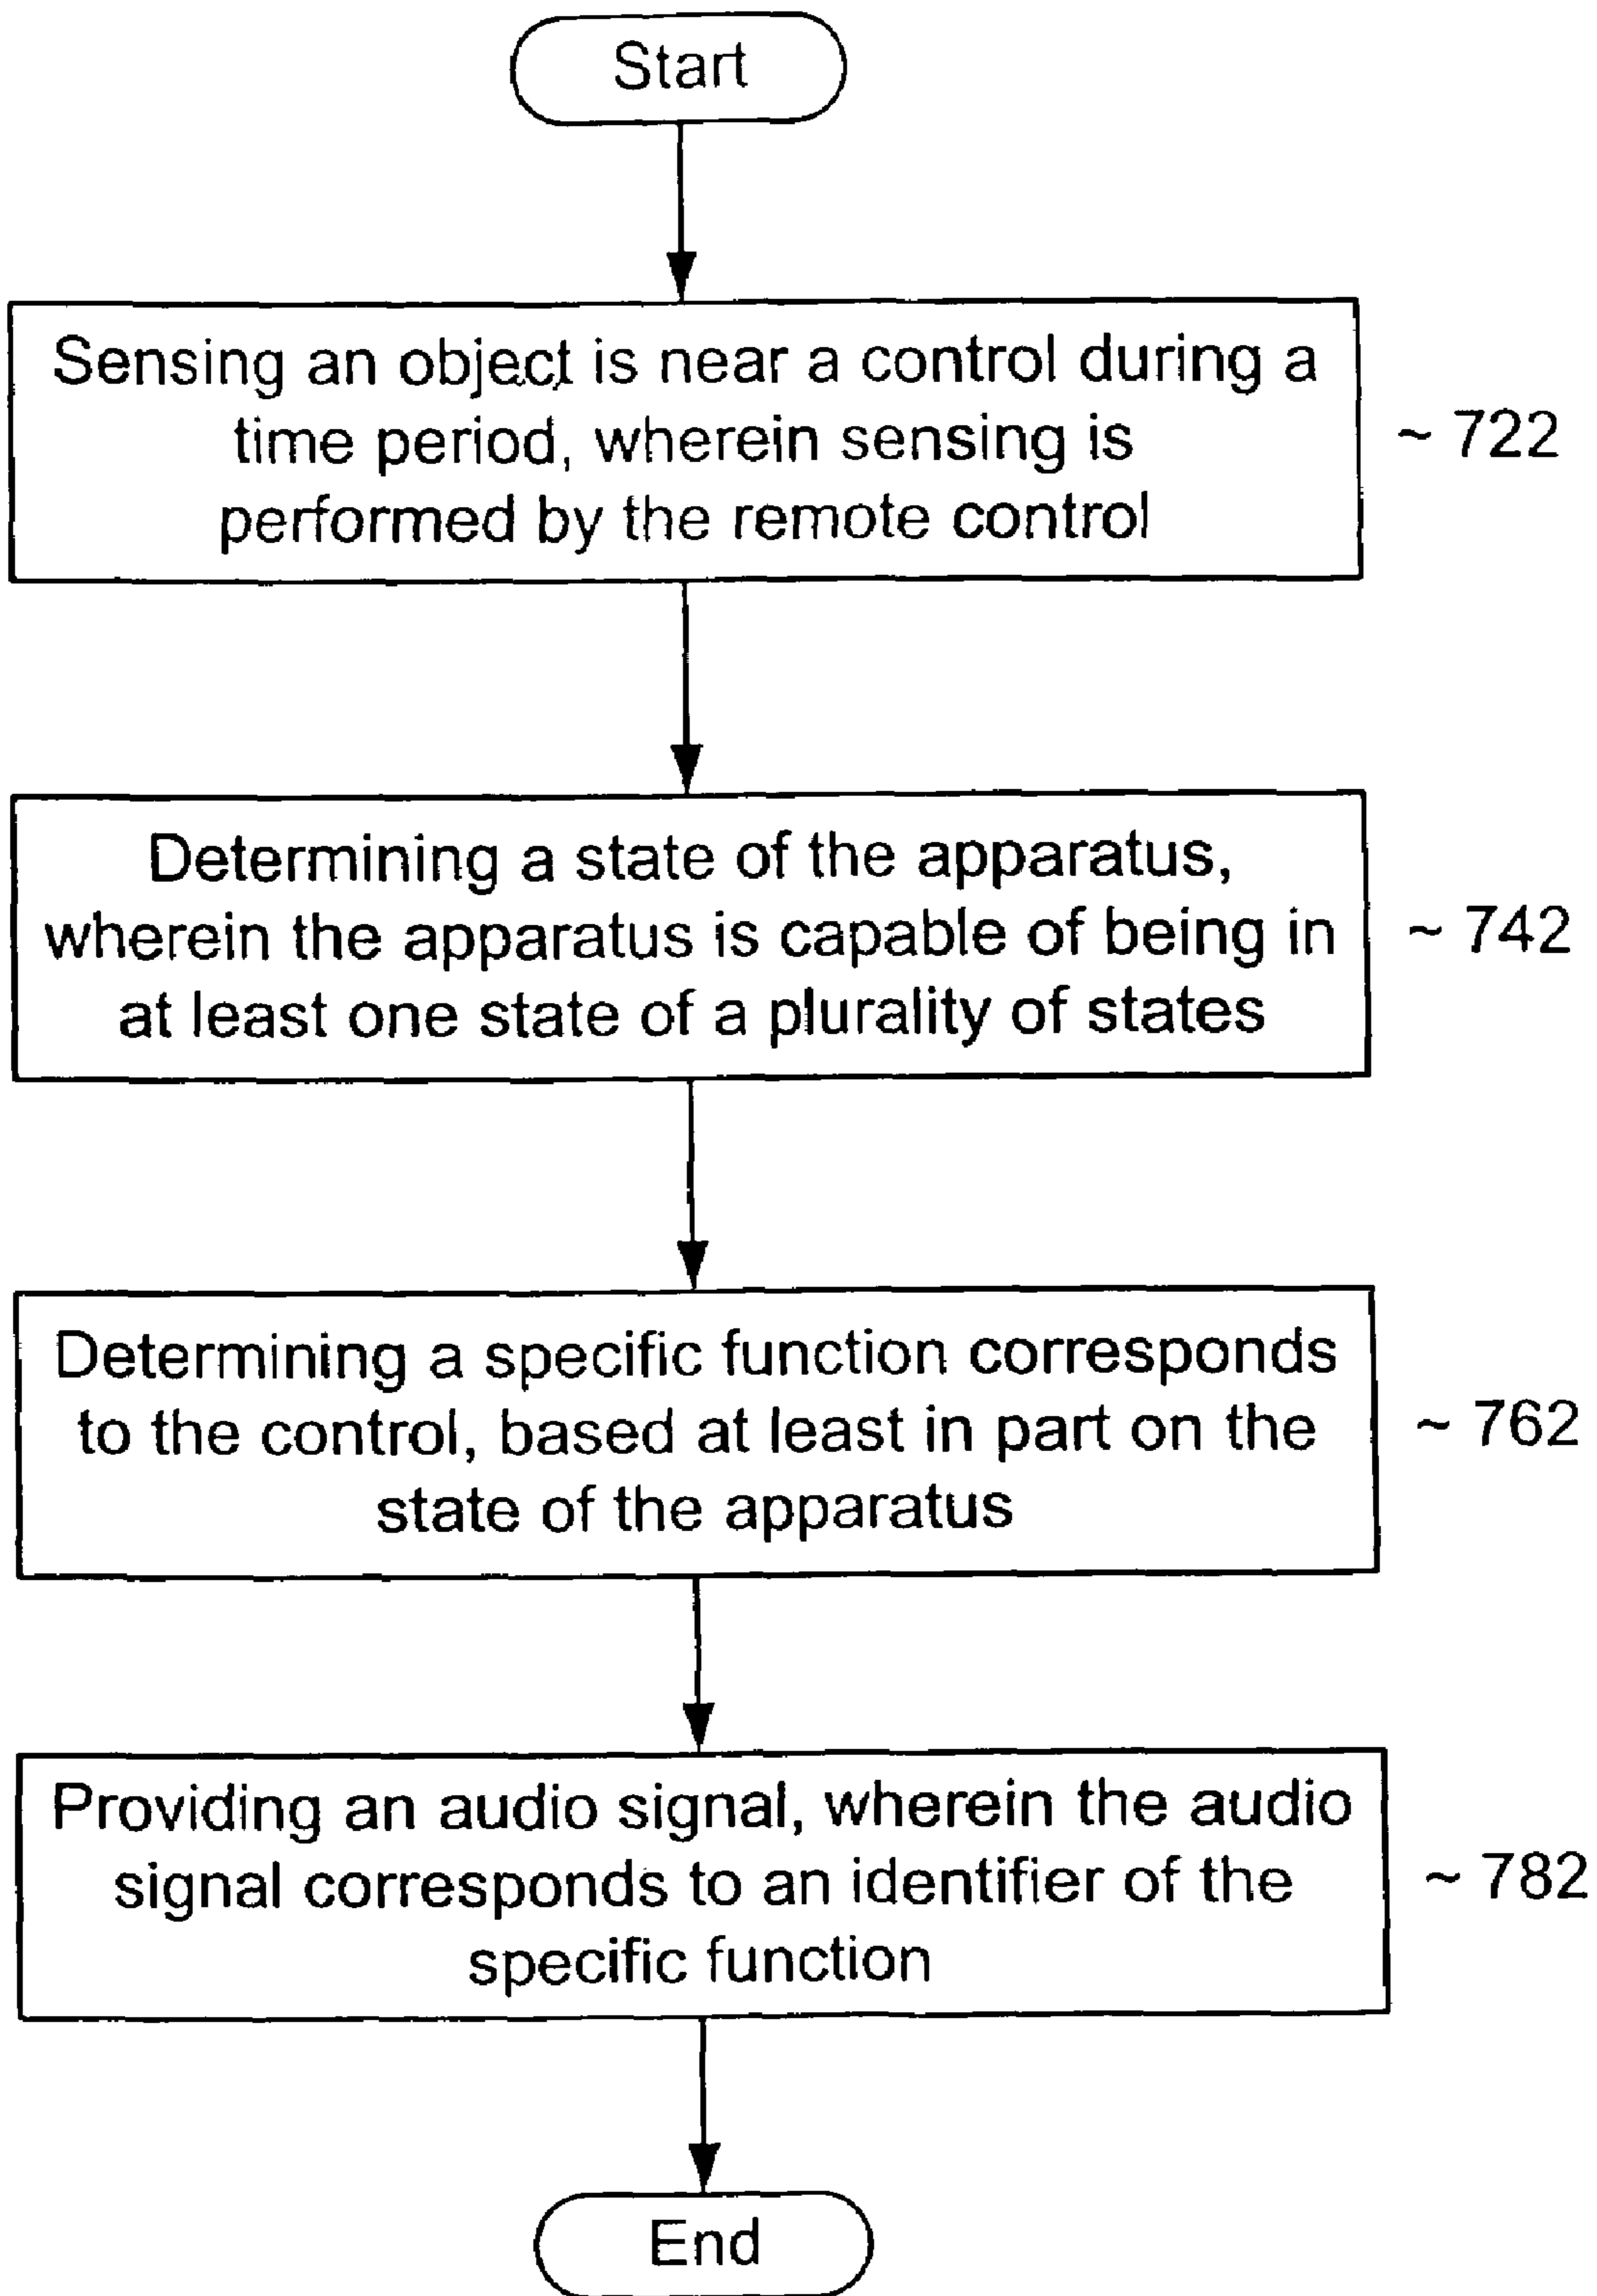 Start
Sensing an object is near a control during a
time period, wherein sensing is
performed by the remote control
~ 722
Determining a state of the apparatus,
wherein the apparatus is capable of being in
at least one state of a plurality of states
~ 742
Determining a specific function corresponds
to the control, based at least in part on the
state of the apparatus
~ 762
Providing an audio signal, wherein the audio
signal corresponds to an identifier of the
specific function
~ 782
End